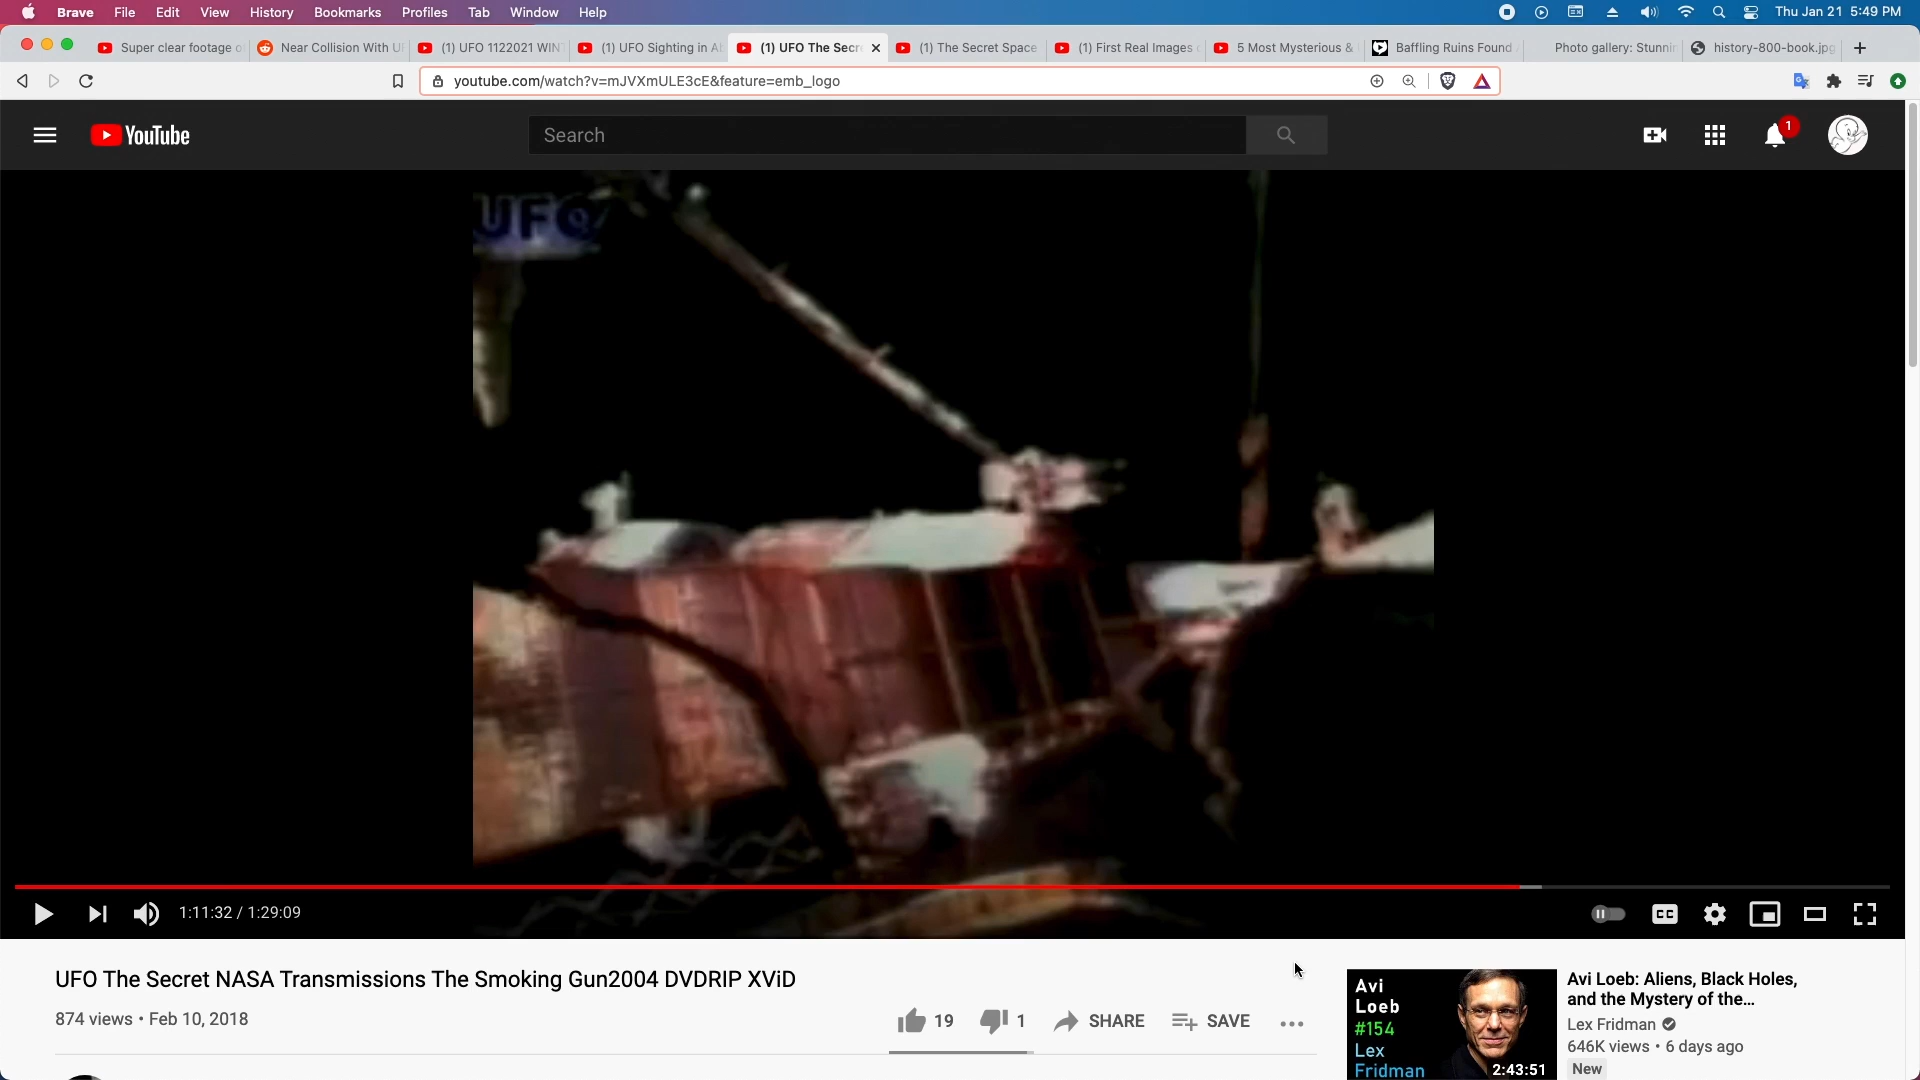 Brave File Edit View History Bookmarks Profiles Tab Window Help Thu Jan 21 5:49 PM
Super clear footage o Near Collision With U (1) UFO 1122021 WIN (1) UFO Sighting in A (1) UFO The Secr (1) The Secret Space (1) First Real Images 5 Most Mysterious & Baffling Ruins Found Photo gallery: Stunnin history-800-book.jpg
youtube.com/watch?v=mJVXmULE3cE&feature=emb_logo
YouTube
Search
1
UFO
1:11:32 / 1:29:09
CC
UFO The Secret NASA Transmissions The Smoking Gun2004 DVDRIP XViD
874 views • Feb 10, 2018
19 1 SHARE SAVE
Avi
Loeb
#154
Lex
Fridman
2:43:51
Avi Loeb: Aliens, Black Holes,
and the Mystery of the...
Lex Fridman
646K views • 6 days ago
New